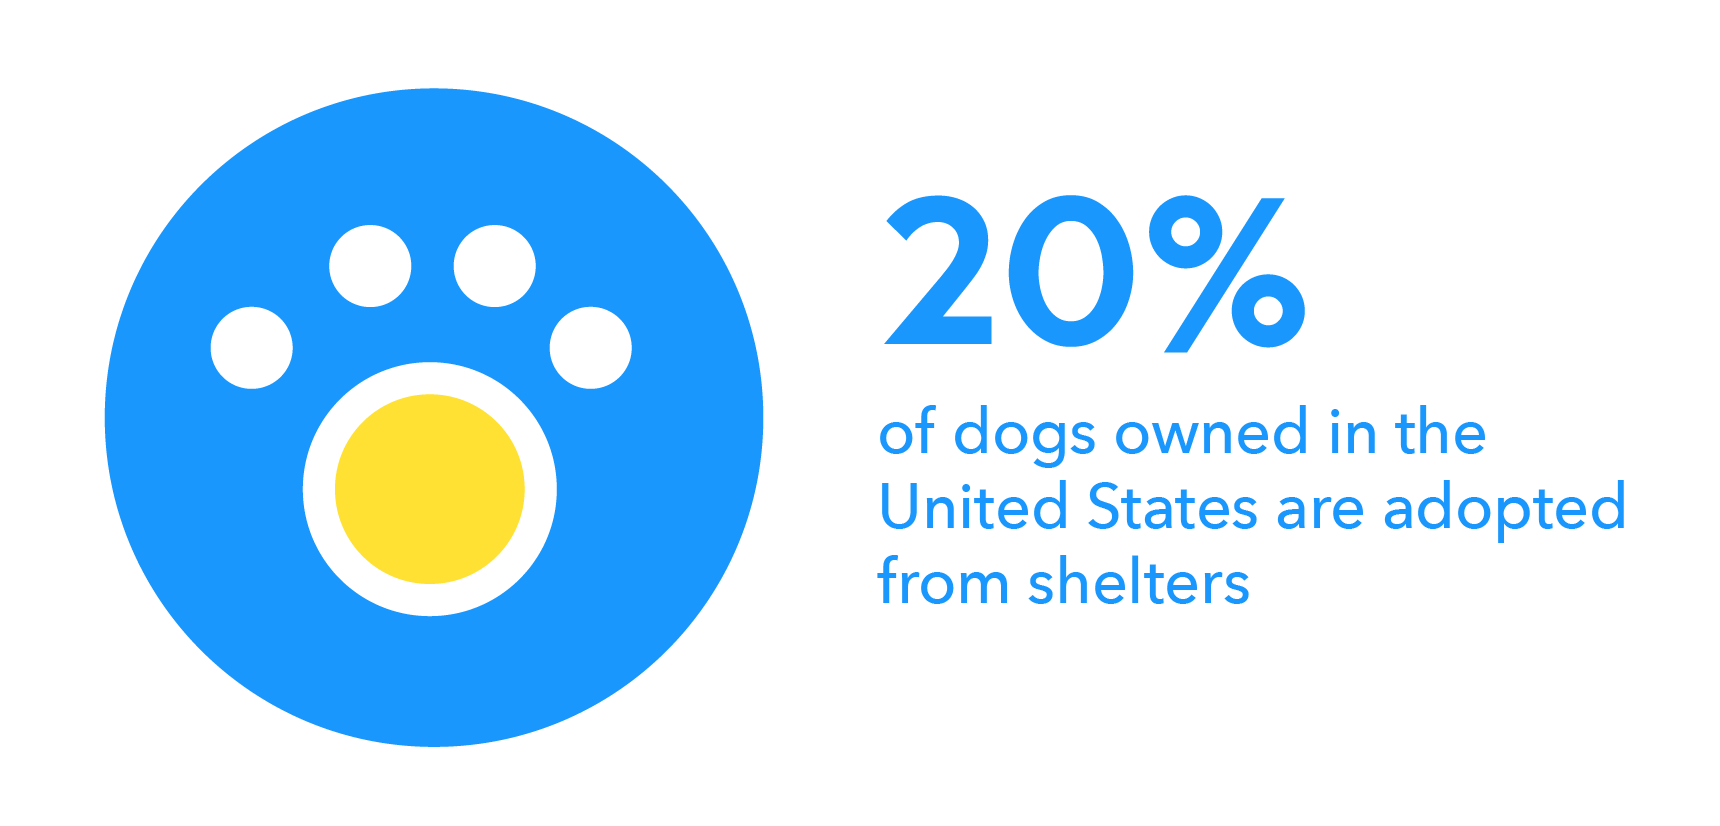 20%
of dogs owned in the
United States are adopted
from shelters